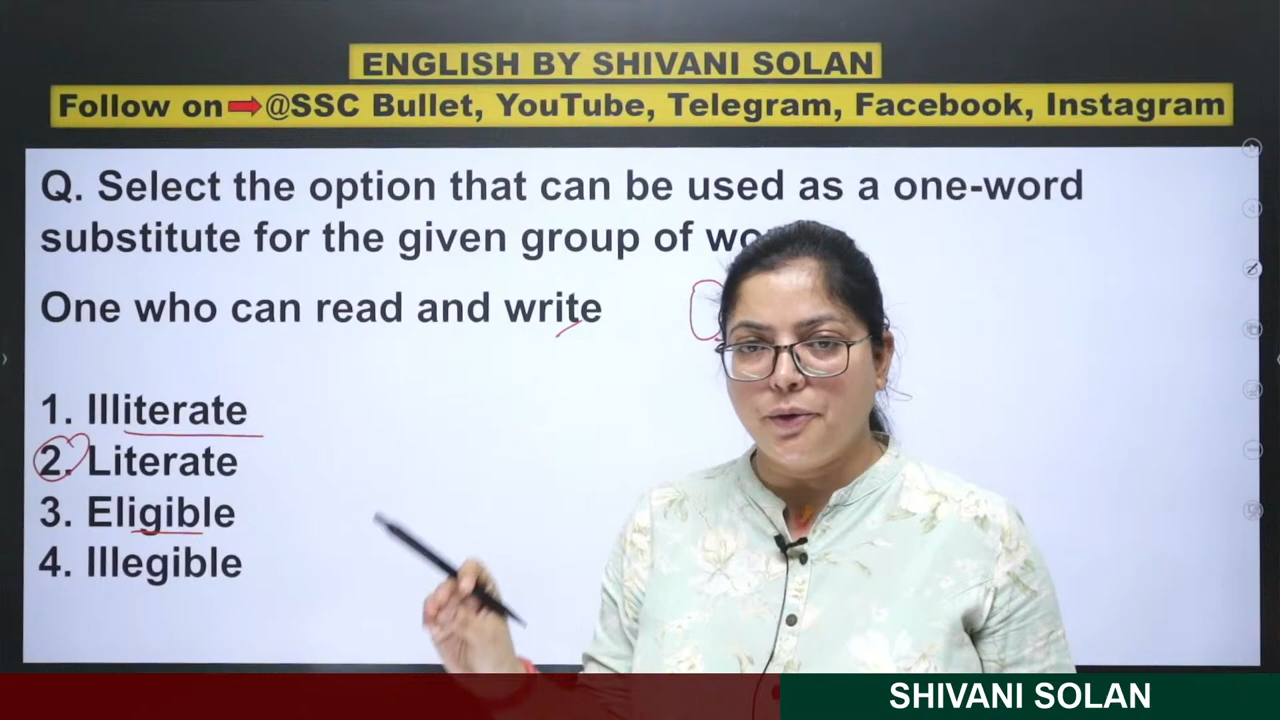 ENGLISH BY SHIVANI SOLAN
Follow on @SSC Bullet, YouTube, Telegram, Facebook, Instagram
Q. Select the option that can be used as a one-word
substitute for the given group of
One who can read and write
1. Illiterate
2. Literate
3. Eligible
4. Illegible
SHIVANI SOLAN